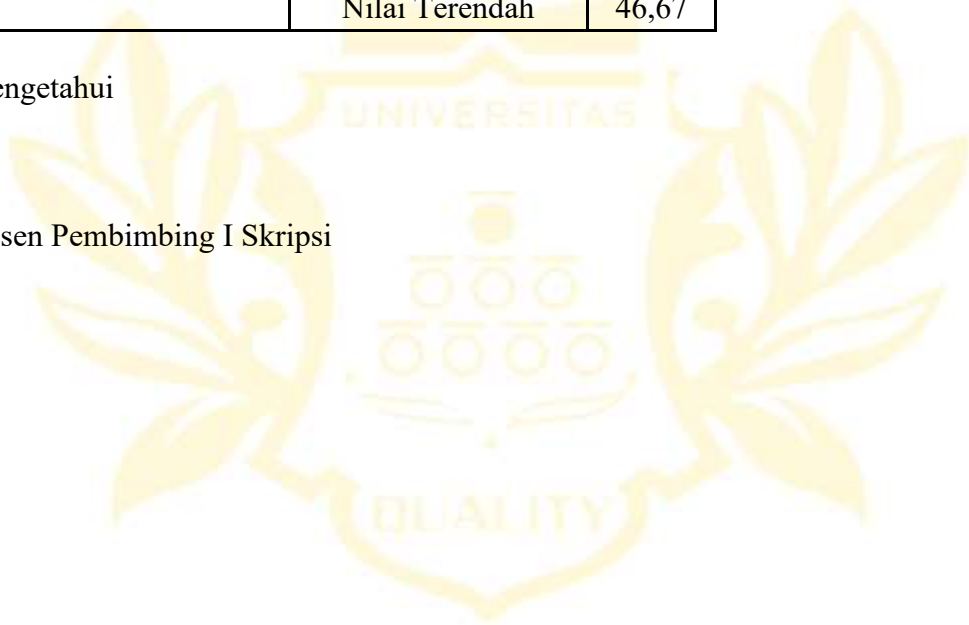 Nilai Terendah 46,67
engetahui
UNIVERSITAS
sen Pembimbing I Skripsi
QUALITY